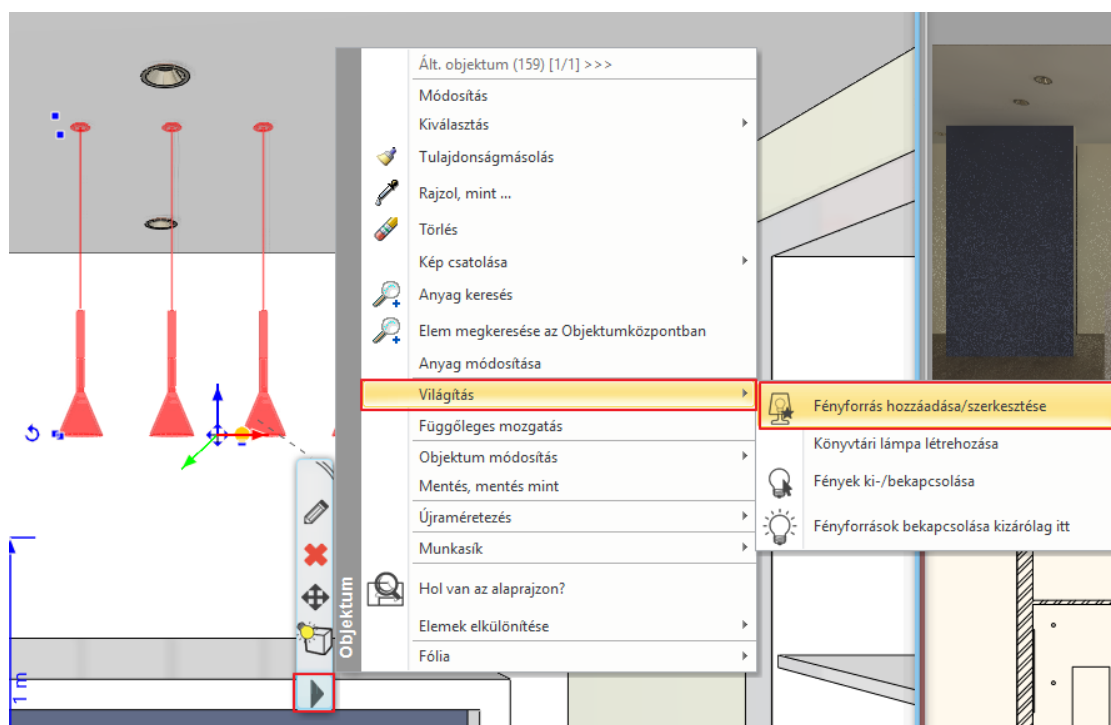 Ált. objektum (159) [1/1] >>>
Módosítás
Kiválasztás
Tulajdonságmásolás
Rajzol, mint ...
Törlés
Kép csatolása
Anyag keresés
Elem megkeresése az Objektumközpontban
Anyag módosítása
Világítás
Függőleges mozgatás
Objektum módosítás
Mentés, mentés mint
Újraméretezés
Munkasík
Hol van az alaprajzon?
Elemek elkülönítése
Fólia
Objektum
Fényforrás hozzáadása/szerkesztése
Könyvtári lámpa létrehozása
Fények ki-/bekapcsolása
Fényforrások bekapcsolása kizárólag itt
1 m